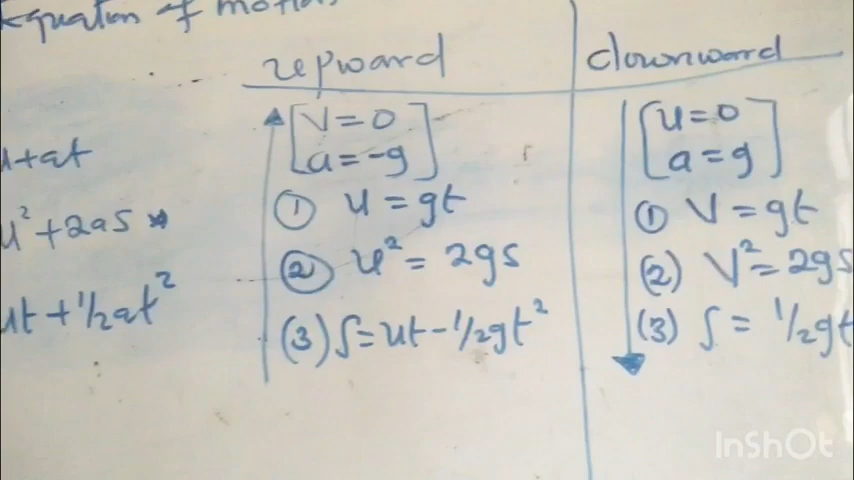 Equation of motion
upward
downward
u+at
u²+2as
ut+½at²
[V=0
a=-g]
① u=gt
② u²=2gs
(3) S=ut-½gt²
[u=0
a=g]
① V=gt
(2) V²=2gs
(3) S=½gt
InShOt